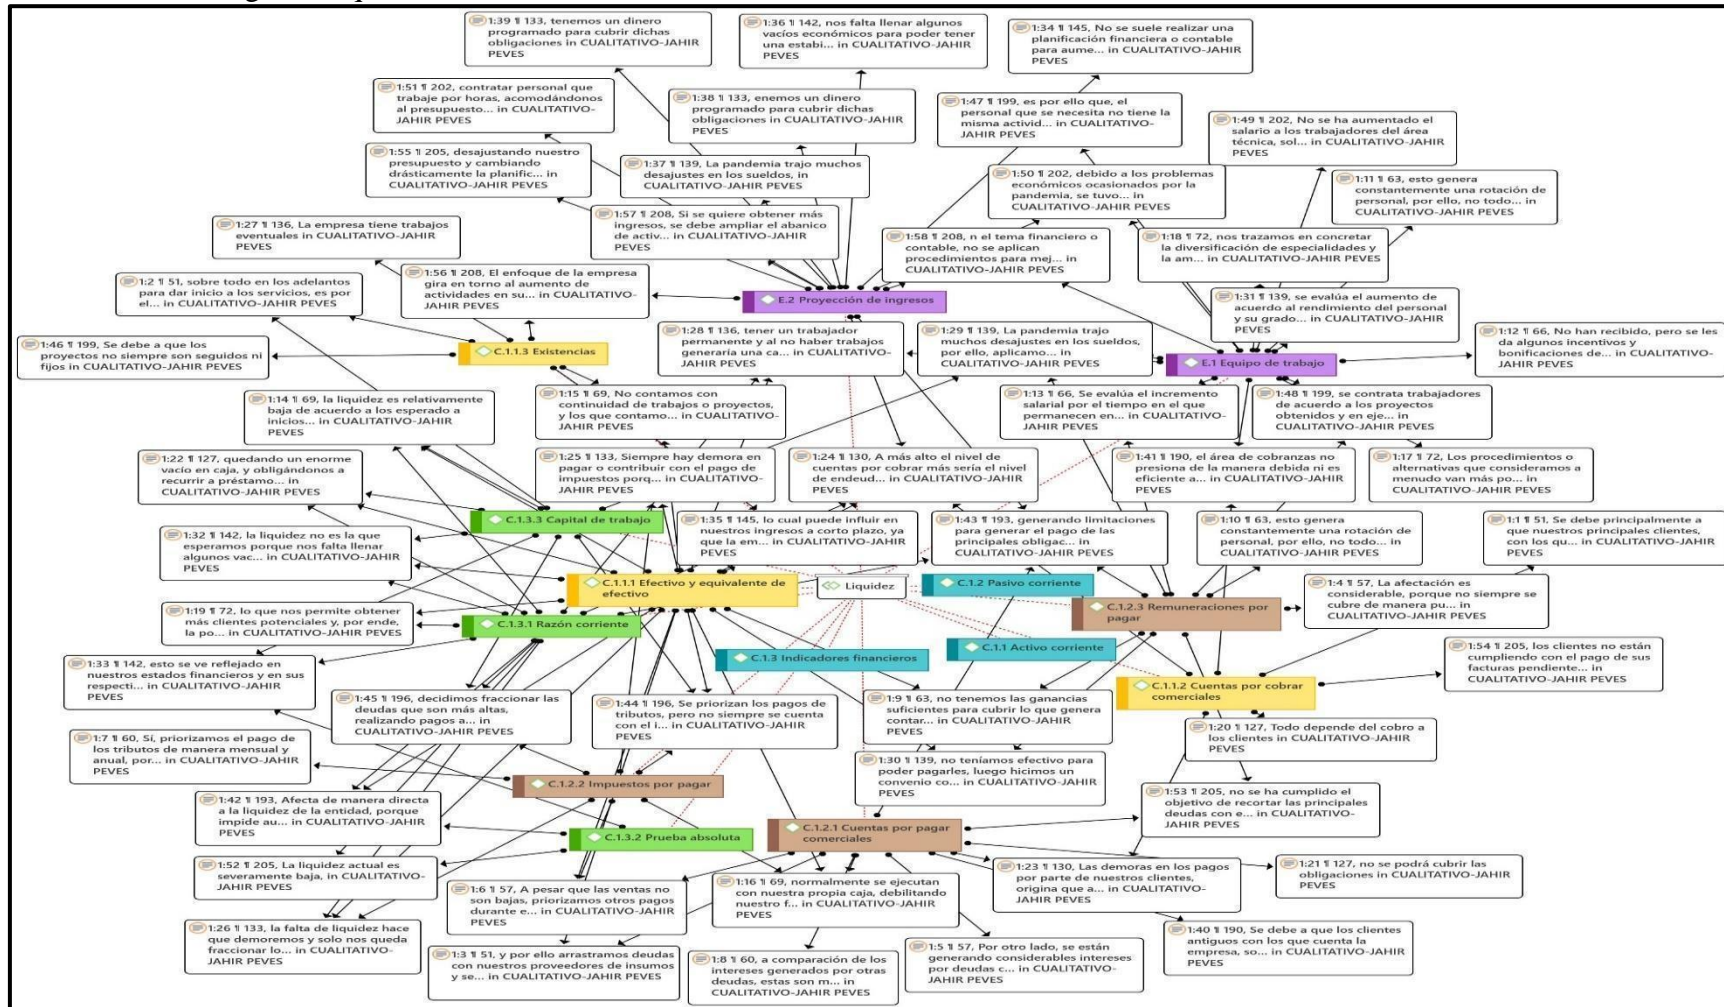 1:39 ¶ 133, tenemos un dinero
programado para cubrir dichas
obligaciones in CUALITATIVO-JAHIR
PEVES
1:36 ¶ 142, nos falta llenar algunos
vacíos económicos para poder tener
una estabi... in CUALITATIVO-JAHIR
PEVES
1:34 ¶ 145, No se suele realizar una
planificación financiera o contable
para aume... in CUALITATIVO-JAHIR
PEVES
1:51 ¶ 202, contratar personal que
trabaje por horas, acomodándonos
al presupuesto... in CUALITATIVO-
JAHIR PEVES
1:38 ¶ 133, enemos un dinero
programado para cubrir dichas
obligaciones in CUALITATIVO-JAHIR
PEVES
1:47 ¶ 199, es por ello que, el
personal que se necesita no tiene la
misma activid... in CUALITATIVO-
JAHIR PEVES
1:49 ¶ 202, No se ha aumentado el
salario a los trabajadores del área
técnica, sol... in CUALITATIVO-JAHIR
PEVES
1:55 ¶ 205, desajustando nuestro
presupuesto y cambiando
drásticamente la planific... in
CUALITATIVO-JAHIR PEVES
1:37 ¶ 139, La pandemia trajo muchos
desajustes en los sueldos, in
CUALITATIVO-JAHIR PEVES
1:50 ¶ 202, debido a los problemas
económicos ocasionados por la
pandemia, se tuvo... in
CUALITATIVO-JAHIR PEVES
1:11 ¶ 63, esto genera
constantemente una rotación de
personal, por ello, no todo... in
CUALITATIVO-JAHIR PEVES
1:27 ¶ 136, La empresa tiene trabajos
eventuales in CUALITATIVO-JAHIR
PEVES
1:57 ¶ 208, Si se quiere obtener más
ingresos, se debe ampliar el abanico
de activ... in CUALITATIVO-JAHIR
PEVES
1:58 ¶ 208, n el tema financiero o
contable, no se aplican
procedimientos para mej... in
CUALITATIVO-JAHIR PEVES
1:18 ¶ 72, nos trazamos en concretar
la diversificación de especialidades y
la am... in CUALITATIVO-JAHIR
PEVES
1:2 ¶ 51, sobre todo en los adelantos
para dar inicio a los servicios, es por
el... in CUALITATIVO-JAHIR PEVES
1:56 ¶ 208, El enfoque de la empresa
gira en torno al aumento de
actividades en su... in CUALITATIVO-
JAHIR PEVES
E.2 Proyección de ingresos
1:31 ¶ 139, se evalúa el aumento de
acuerdo al rendimiento del personal
y su grado...
CUALITATIVO-JAHIR PEVES
1:46 ¶ 199, Se debe a que los
proyectos no siempre son seguidos ni
fijos in CUALITATIVO-JAHIR PEVES
C.1.1.3 Existencias
1:28 ¶ 136, tener un trabajador
permanente y al no haber trabajos
generaría una ca... in
CUALITATIVO-JAHIR PEVES
1:29 ¶ 139, La pandemia trajo
muchos desajustes en los sueldos,
por ello, aplicamo... in
CUALITATIVO-JAHIR PEVES
E.1 Equipo de trabajo
1:12 ¶ 66, No han recibido, pero se les
da algunos incentivos y
bonificaciones de... in CUALITATIVO-
JAHIR PEVES
1:14 ¶ 69, la liquidez es relativamente
baja de acuerdo a los esperado a
inicios... in CUALITATIVO-JAHIR
PEVES
1:15 ¶ 69, No contamos con
continuidad de trabajos o proyectos,
y los que contamo... in
CUALITATIVO-JAHIR PEVES
1:13 ¶ 66, Se evalúa el incremento
salarial por el tiempo en el que
permanecen en... in CUALITATIVO-
JAHIR PEVES
1:48 ¶ 199, se contrata trabajadores
de acuerdo a los proyectos
obtenidos y en eje... in
CUALITATIVO-JAHIR PEVES
1:22 ¶ 127, quedando un enorme
vacío en caja, y obligándonos a
recurrir a préstamo... in
CUALITATIVO-JAHIR PEVES
1:25 ¶ 133, Siempre hay demora en
pagar o contribuir con el pago de
impuestos porq... in CUALITATIVO-
JAHIR PEVES
1:24 ¶ 130, A más alto el nivel de
cuentas por cobrar más sería el nivel
de endeud... in CUALITATIVO-JAHIR
PEVES
1:41 ¶ 190, el área de cobranzas no
presiona de la manera debida ni es
eficiente a... in CUALITATIVO-JAHIR
PEVES
1:17 ¶ 72, Los procedimientos o
alternativas que consideramos a
menudo van más po... in
CUALITATIVO-JAHIR PEVES
C.1.3.3 Capital de trabajo
1:32 ¶ 142, la liquidez no es la que
esperamos porque nos falta llenar
algunos vac... in CUALITATIVO-JAHIR
PEVES
1:35 ¶ 145, lo cual puede influir en
nuestros ingresos a corto plazo, ya
que la em... in CUALITATIVO-JAHIR
PEVES
1:43 ¶ 193, generando limitaciones
para generar el pago de las
principales obligac... in
CUALITATIVO-JAHIR PEVES
1:10 ¶ 63, esto genera
constantemente una rotación de
personal, por ello, no todo... in
CUALITATIVO-JAHIR PEVES
1:1 ¶ 51, Se debe principalmente a
que nuestros principales clientes,
con los qu... in CUALITATIVO-JAHIR
PEVES
C.1.1.1 Efectivo y equivalente de
efectivo
Liquidez
C.1.2 Pasivo corriente
1:4 ¶ 57, La afectación es
considerable, porque no siempre se
cubre de manera pu... in
CUALITATIVO-JAHIR PEVES
1:19 ¶ 72, lo que nos permite obtener
más clientes potenciales y, por ende,
la po... in CUALITATIVO-JAHIR PEVES
C.1.3.1 Razón corriente
C.1.2.3 Remuneraciones por
pagar
1:33 ¶ 142, esto se ve reflejado en
nuestros estados financieros y en sus
respecti... in CUALITATIVO-JAHIR
PEVES
C.1.3 Indicadores financieros
C.1.1 Activo corriente
1:54 ¶ 205, los clientes no están
cumpliendo con el pago de sus
facturas pendiente... in
CUALITATIVO-JAHIR PEVES
1:45 ¶ 196, decidimos fraccionar las
deudas que son más altas,
realizando pagos a... in
CUALITATIVO-JAHIR PEVES
1:44 ¶ 196, Se priorizan los pagos de
tributos, pero no siempre se cuenta
con el i... in CUALITATIVO-JAHIR
PEVES
1:9 ¶ 63, no tenemos las ganancias
suficientes para cubrir lo que genera
contar... in CUALITATIVO-JAHIR
PEVES
C.1.1.2 Cuentas por cobrar
comerciales
1:7 ¶ 60, Sí, priorizamos el pago de
los tributos de manera mensual y
anual, por... in CUALITATIVO-JAHIR
PEVES
1:20 ¶ 127, Todo depende del cobro a
los clientes in CUALITATIVO-JAHIR
PEVES
C.1.2.2 Impuestos por pagar
1:30 ¶ 139, no teníamos efectivo para
poder pagarles, luego hicimos un
convenio co... in CUALITATIVO-JAHIR
PEVES
1:42 ¶ 193, Afecta de manera directa
a la liquidez de la entidad, porque
impide au... in CUALITATIVO-JAHIR
PEVES
C.1.3.2 Prueba absoluta
C.1.2.1 Cuentas por pagar
comerciales
1:53 ¶ 205, no se ha cumplido el
objetivo de recortar las principales
deudas con e... in CUALITATIVO-
JAHIR PEVES
1:52 ¶ 205, La liquidez actual es
severamente baja, in CUALITATIVO-
JAHIR PEVES
1:6 ¶ 57, A pesar que las ventas no
son bajas, priorizamos otros pagos
durante e... in CUALITATIVO-JAHIR
PEVES
1:16 ¶ 69, normalmente se ejecutan
con nuestra propia caja, debilitando
nuestro f... in CUALITATIVO-JAHIR
PEVES
1:23 ¶ 130, Las demoras en los pagos
por parte de nuestros clientes,
origina que a... in CUALITATIVO-
JAHIR PEVES
1:21 ¶ 127, no se podrá cubrir las
obligaciones in CUALITATIVO-JAHIR
PEVES
1:26 ¶ 133, la falta de liquidez hace
que demoremos y solo nos queda
fraccionar lo... in CUALITATIVO-
JAHIR PEVES
1:3 ¶ 51, y por ello arrastramos deudas
con nuestros proveedores de insumos
y se... in CUALITATIVO-JAHIR PEVES
1:8 ¶ 60, a comparación de los
intereses generados por otras
deudas, estas son m... in
CUALITATIVO-JAHIR PEVES
1:5 ¶ 57, Por otro lado, se están
generando considerables intereses
por deudas c... in CUALITATIVO-
JAHIR PEVES
1:40 ¶ 190, Se debe a que los clientes
antiguos con los que cuenta la
empresa, so... in CUALITATIVO-JAHIR
PEVES